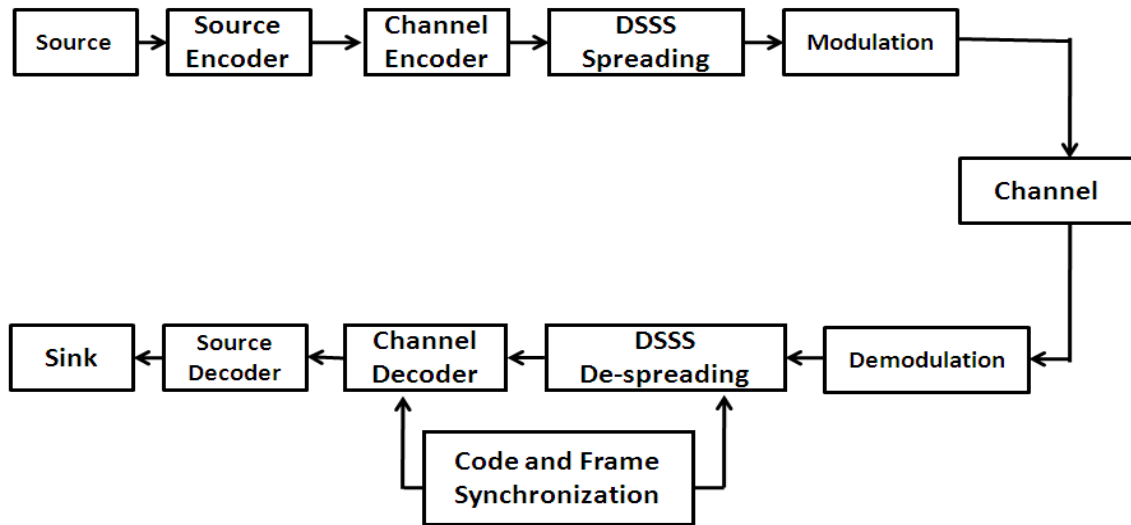 Source
Source
Encoder
Channel
Encoder
DSSS
Spreading
Modulation
Channel
Sink
Source
Decoder
Channel
Decoder
DSSS
De-spreading
Demodulation
Code and Frame
Synchronization